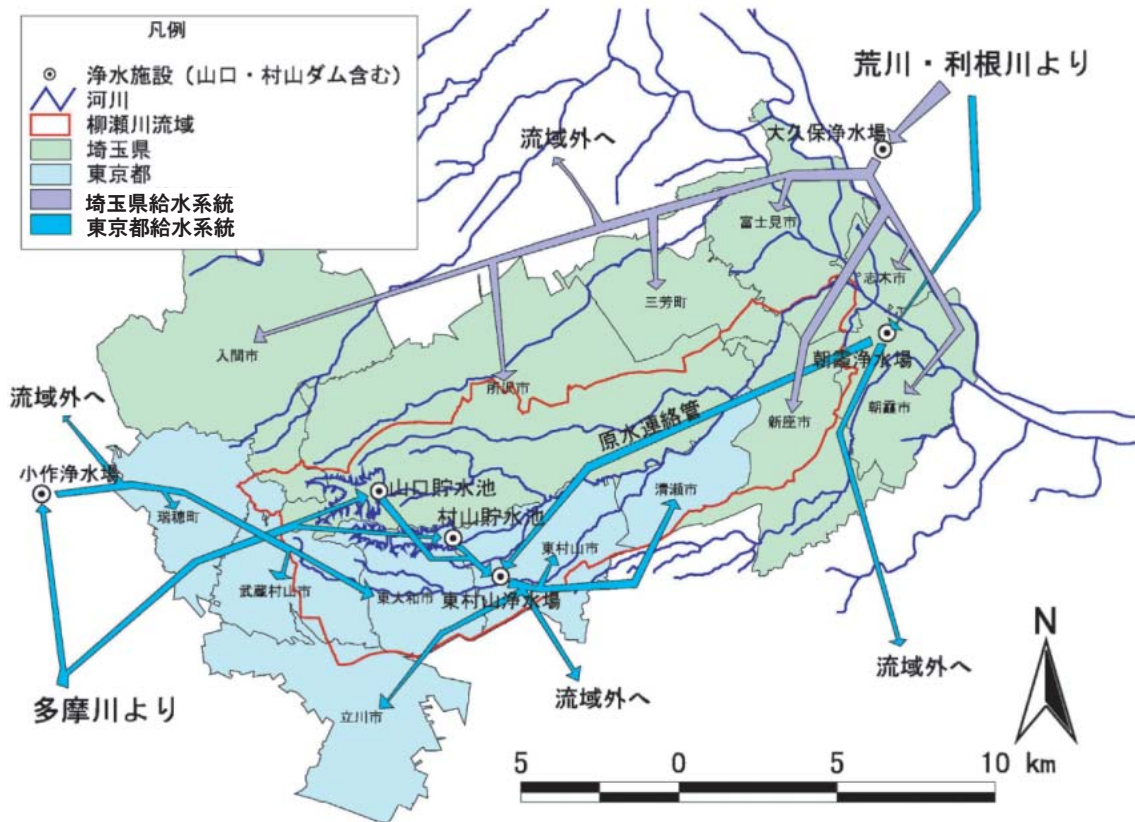 凡例
浄水施設（山口・村山ダム含む）
河川
柳瀬川流域
埼玉県
東京都
埼玉県給水系統
東京都給水系統
荒川・利根川より
大久保浄水場
流域外へ
富士見市
志木市
三芳町
入間市
所沢市
朝霞浄水場
朝霞市
新座市
原水連絡管
流域外へ
小作浄水場
瑞穂町
山口貯水池
村山貯水池
清瀬市
東村山市
武蔵村山市
東大和市
東村山浄水場
流域外へ
流域外へ
多摩川より
立川市
N
5 0 5 10 km